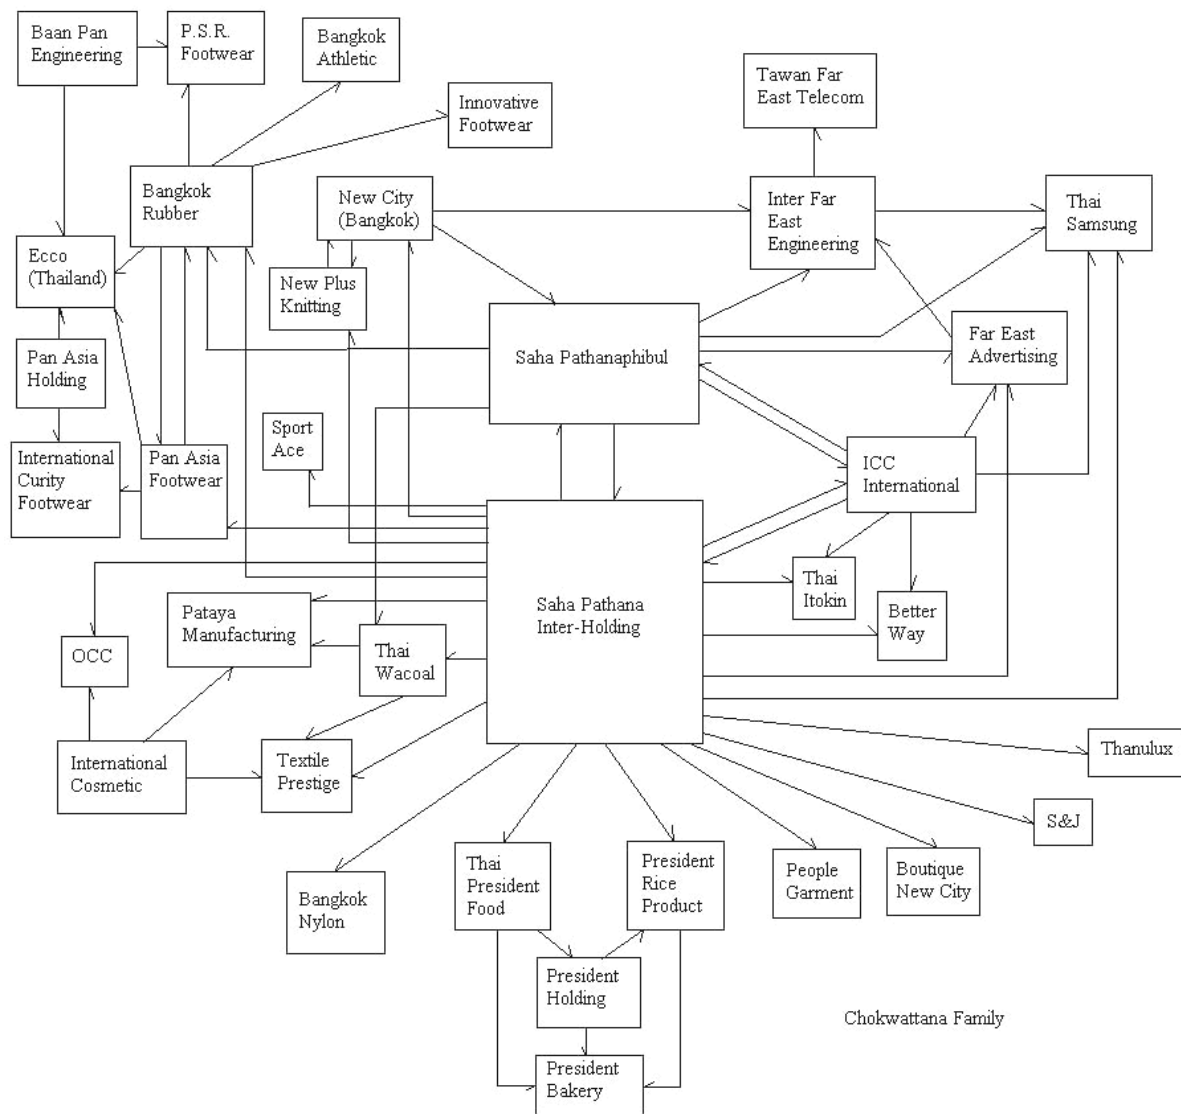 Baan Pan
Engineering
P.S.R.
Footwear
Bangkok
Athletic
Innovative
Footwear
Tawan Far
East Telecom
Bangkok
Rubber
New City
(Bangkok)
Inter Far
East
Engineering
Thai
Samsung
Ecco
(Thailand)
New Plus
Knitting
Saha Pathanaphibul
Far East
Advertising
Pan Asia
Holding
Sport
Ace
International
Curity
Footwear
Pan Asia
Footwear
ICC
International
Saha Pathana
Inter-Holding
Thai
Itokin
Better
Way
Pataya
Manufacturing
OCC
Thai
Wacoal
International
Cosmetic
Textile
Prestige
Thanulux
S&J
Bangkok
Nylon
Thai
President
Food
President
Rice
Product
People
Garment
Boutique
New City
President
Holding
President
Bakery
Chokwattana Family